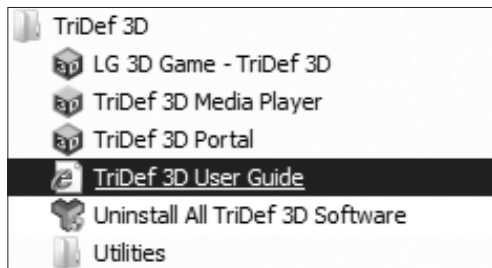 TriDef 3D
LG 3D Game - TriDef 3D
TriDef 3D Media Player
TriDef 3D Portal
TriDef 3D User Guide
Uninstall All TriDef 3D Software
Utilities